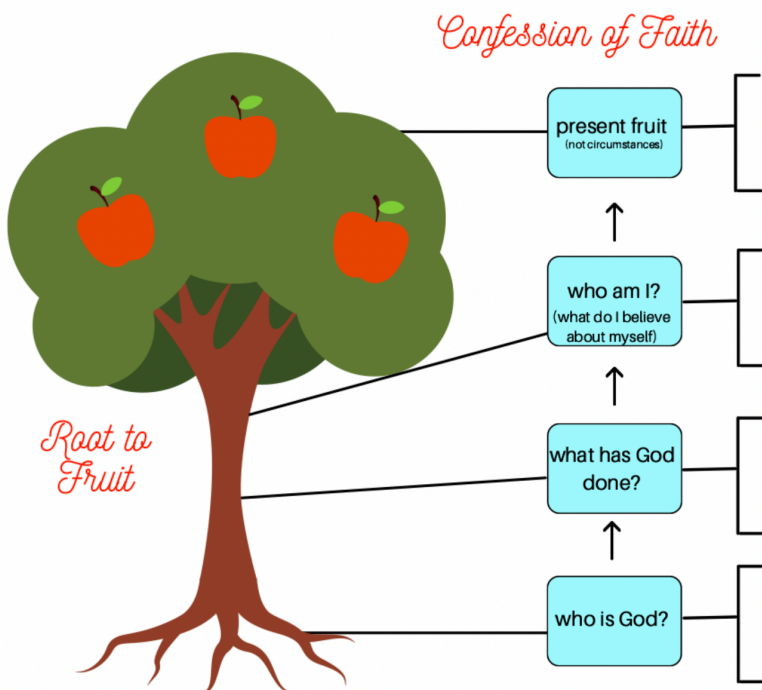 Confession of Faith
present fruit
(not circumstances)
who am I?
(what do I believe
about myself)
Root to
Fruit
what has God
done?
who is God?